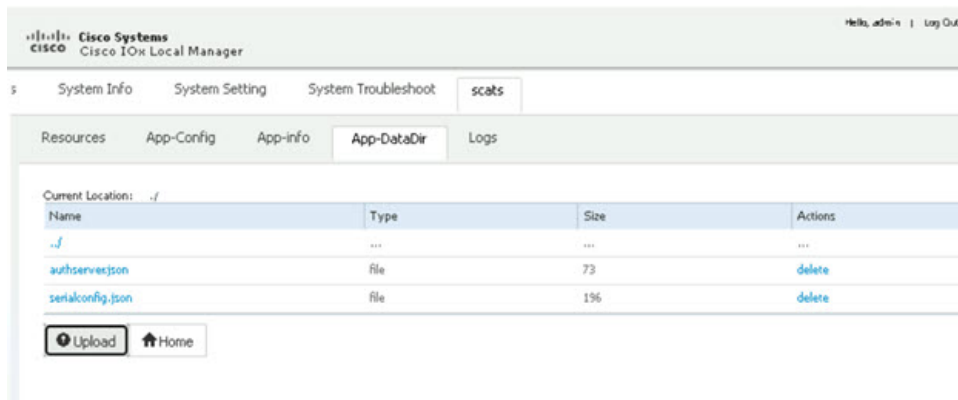 Hello, admin | Log Out
Cisco Systems
CISCO Cisco IOx Local Manager
s System Info System Setting System Troubleshoot scats
Resources App-Config App-info App-DataDir Logs
Current Location: ./
Name Type Size Actions
../ ... ... ...
authserver.json file 73 delete
serialconfig.json file 196 delete
Upload Home